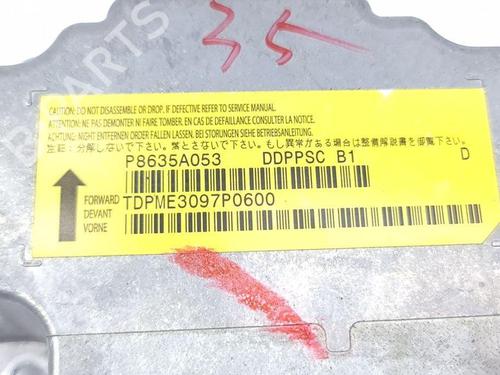 35
CAUTION: DO NOT DISASSEMBLE OR DROP. IF DEFECTIVE REFER TO SERVICE MANUAL.
ATTENTION: NE PAS DEMONTER NI FAIRE TOMBER. EN CAS DE DEFAILLANCE CONSULTER LA NOTICE.
ACHTUNG: NICHT ENTFERNEN ODER FALLEN LASSEN. BEI STÖRUNGEN SIEHE BETRIEBSANLEITUNG.
注意:分解しないで下さい。落とさないで下さい。もし異常がある場合は整備解説書を御覧下さい。
P8635A053 DDPPSC B1 D
FORWARD TDPME3097P0600
DEVANT
VORNE